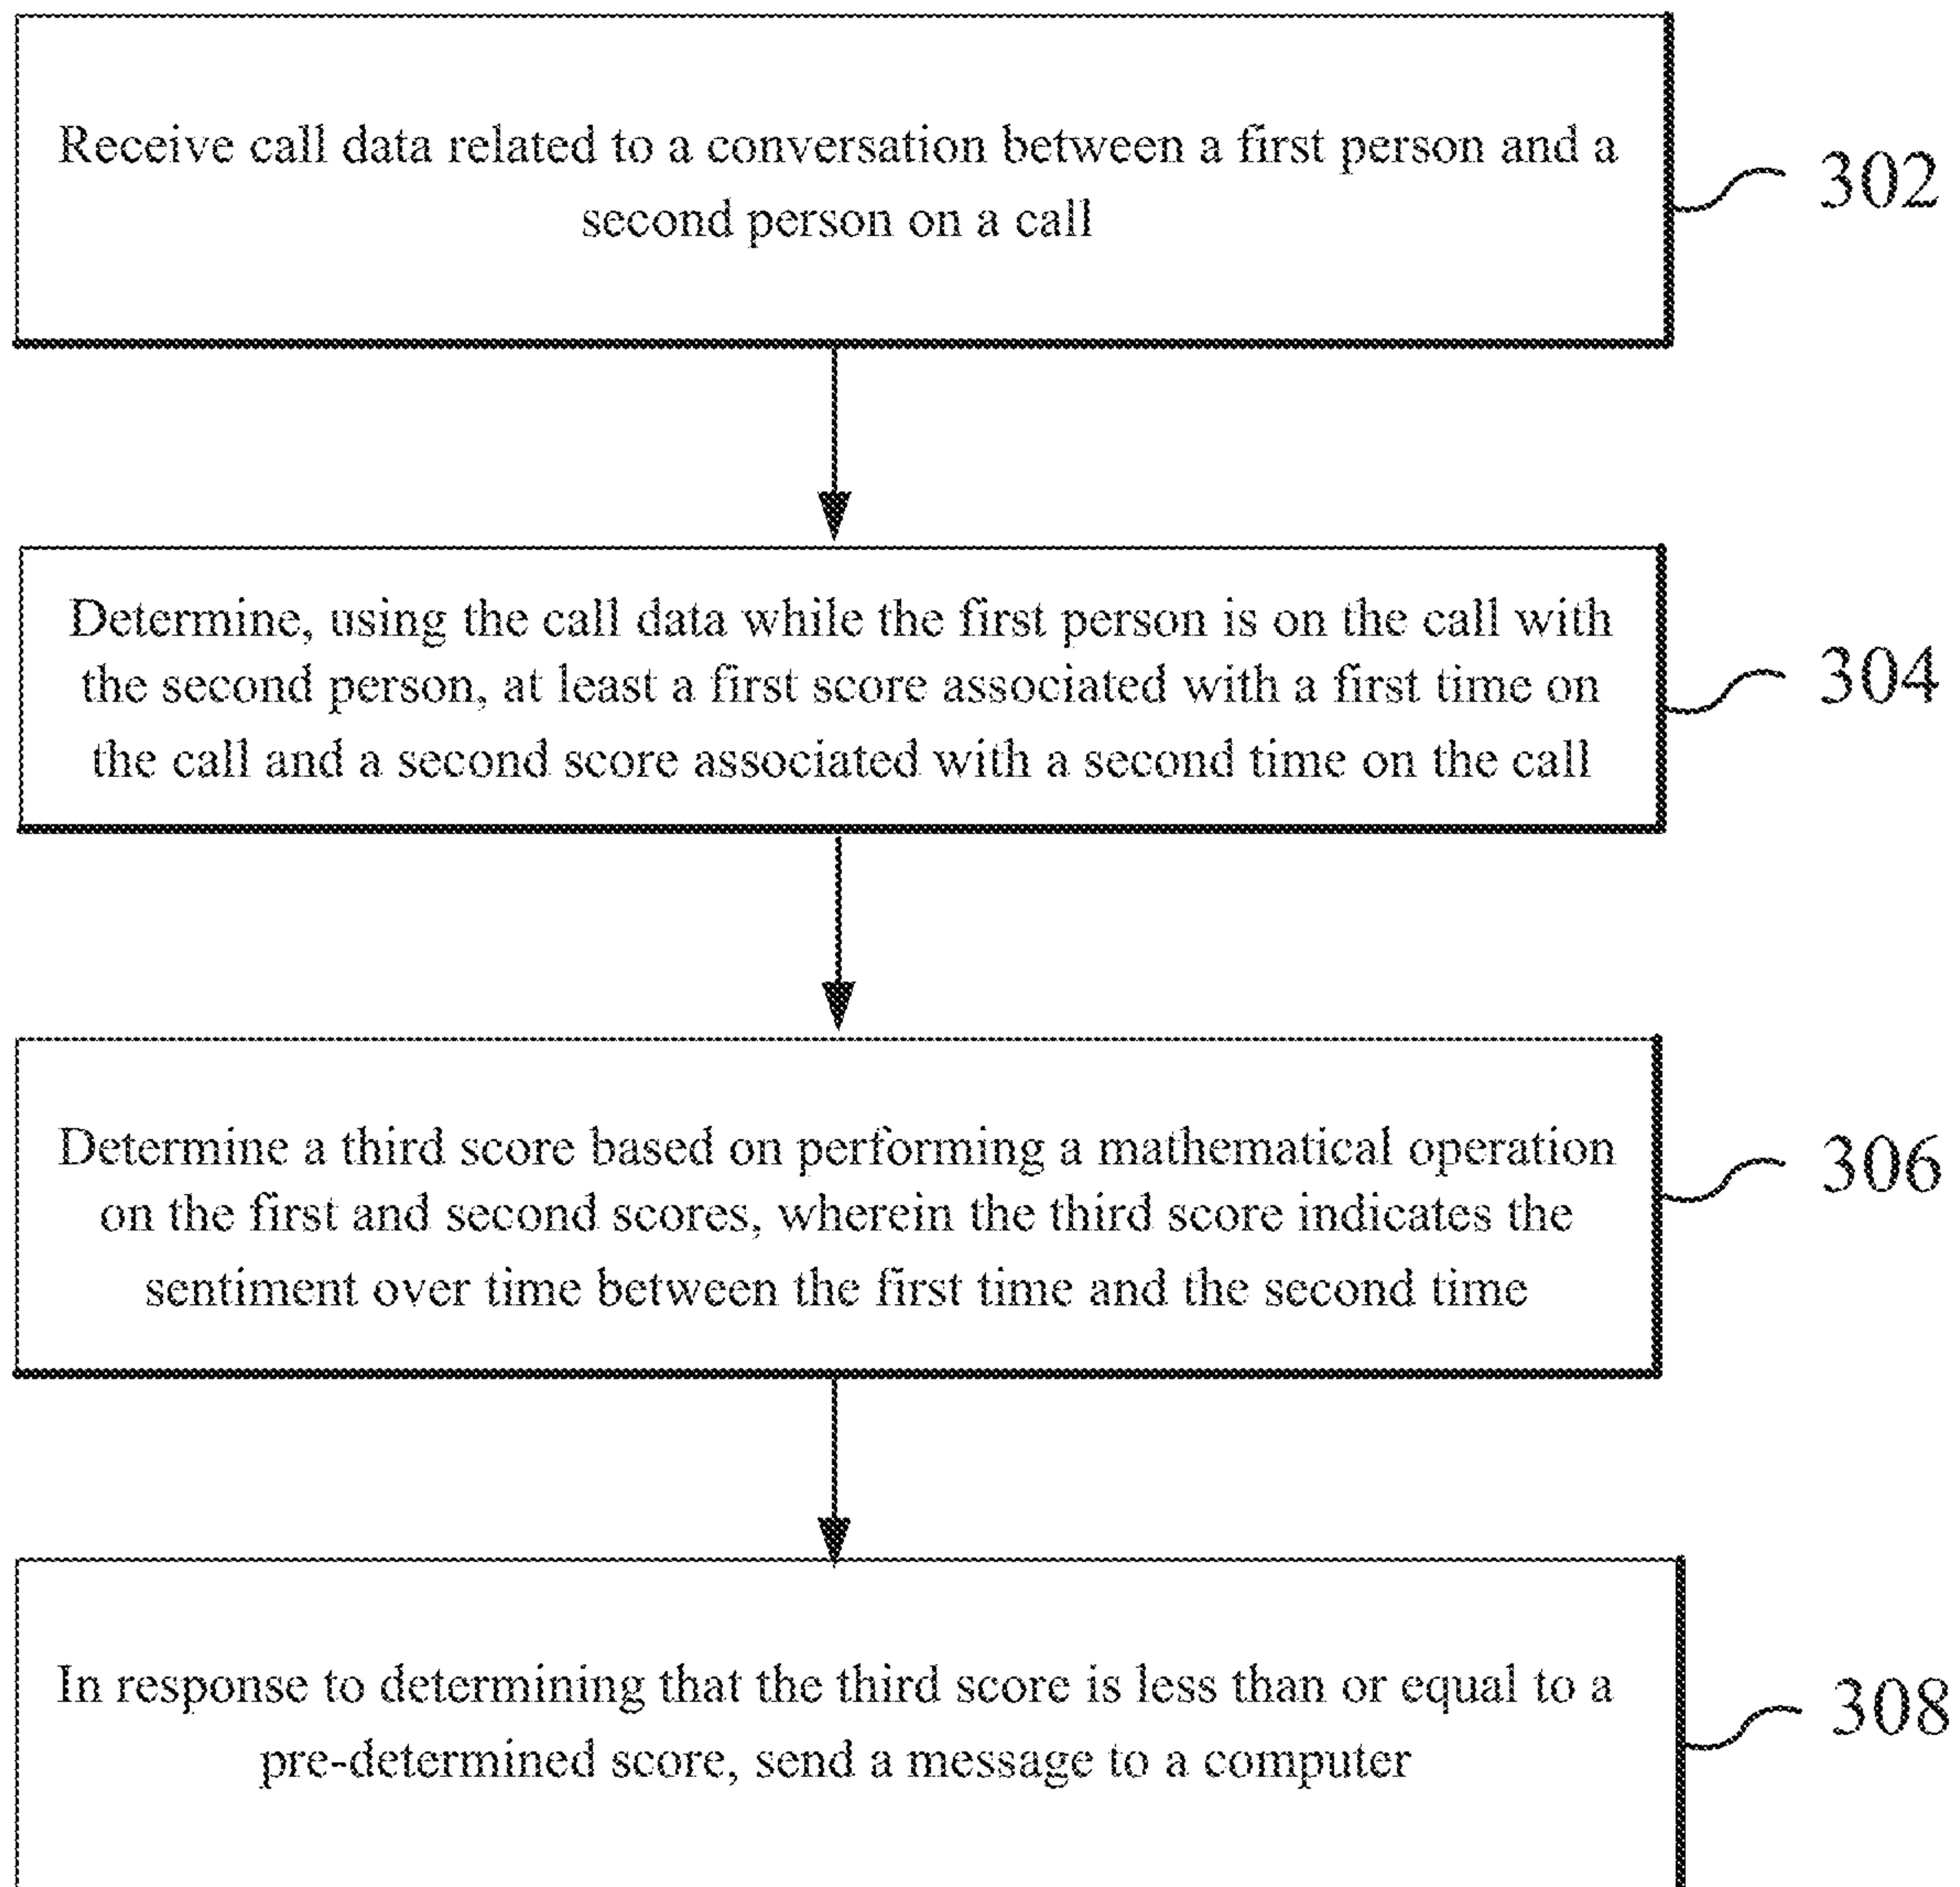 Receive call data related to a conversation between a first person and a
second person on a call
302
Determine, using the call data while the first person is on the call with
the second person, at least a first score associated with a first time on
the call and a second score associated with a second time on the call
304
Determine a third score based on performing a mathematical operation
on the first and second scores, wherein the third score indicates the
sentiment over time between the first time and the second time
306
In response to determining that the third score is less than or equal to a
pre-determined score, send a message to a computer
308